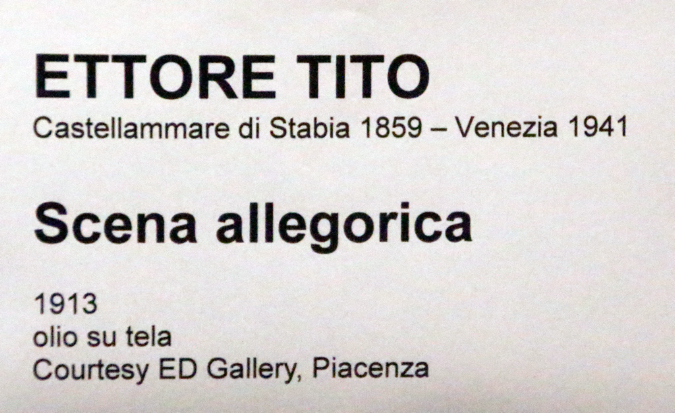 ETTORE TITO
Castellammare di Stabia 1859 – Venezia 1941
Scena allegorica
1913
olio su tela
Courtesy ED Gallery, Piacenza